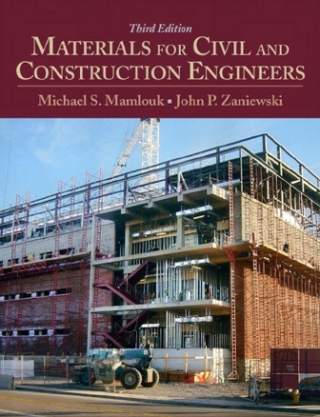 Third Edition
MATERIALS FOR CIVIL AND
CONSTRUCTION ENGINEERS
Michael S. Mamlouk ▪ John P. Zaniewski